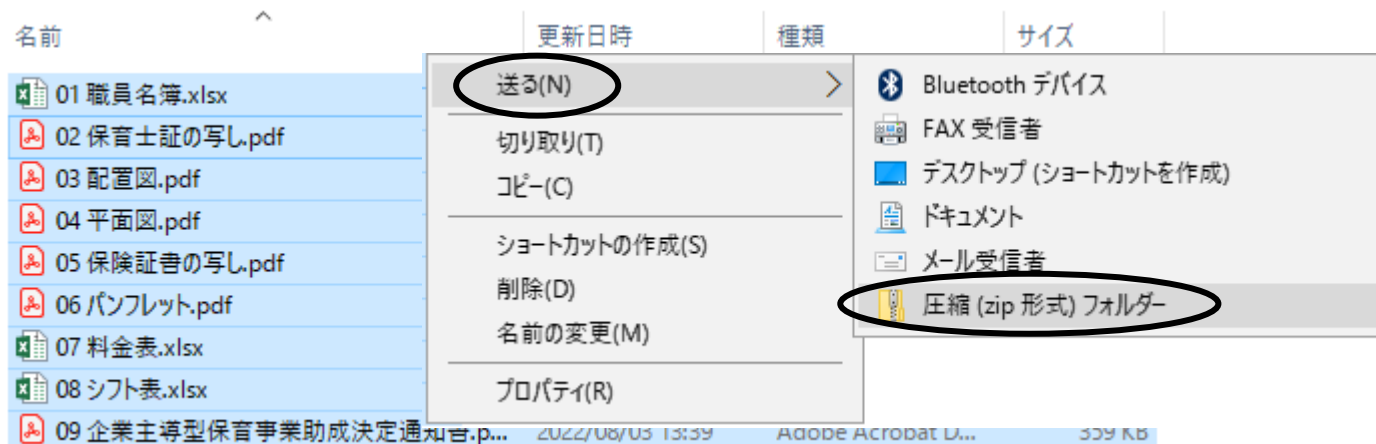 名前 更新日時 種類 サイズ
01 職員名簿.xlsx
02 保育士証の写し.pdf
03 配置図.pdf
04 平面図.pdf
05 保険証書の写し.pdf
06 パンフレット.pdf
07 料金表.xlsx
08 シフト表.xlsx
09 企業主導型保育事業助成決定通知書.p... 2022/08/03 13:39 Adobe Acrobat D... 359 KB
送る(N)
切り取り(T)
コピー(C)
ショートカットの作成(S)
削除(D)
名前の変更(M)
プロパティ(R)
Bluetooth デバイス
FAX 受信者
デスクトップ (ショートカットを作成)
ドキュメント
メール受信者
圧縮 (zip 形式) フォルダー